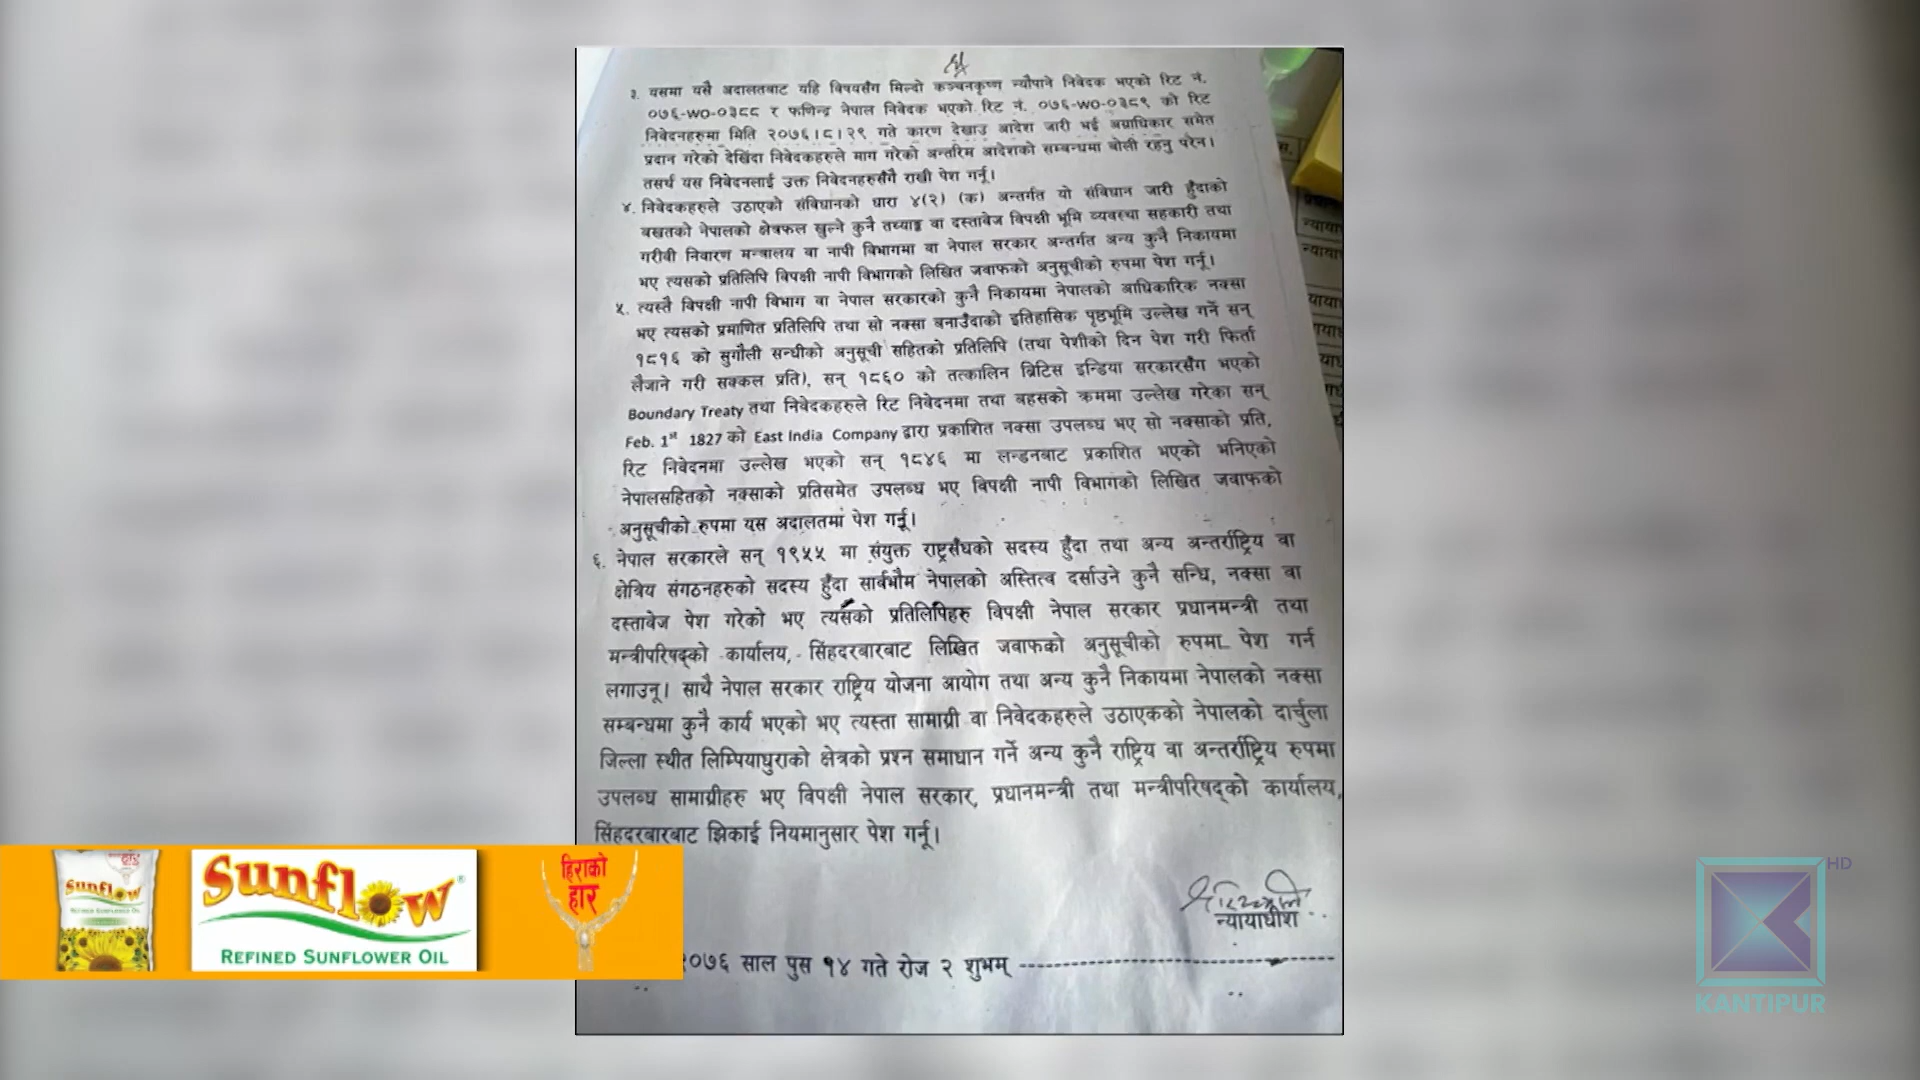 ३. यसमा यसै अदालतबाट यहि विषयसँग मिल्दो कञ्चनकृष्ण न्यौपाने निवेदक भएको रिट नं.
०७६-WO-०३८८ र फणिन्द्र नेपाल निवेदक भएको रिट नं. ०७६-WO-०३८९ को रिट
निवेदनहरुमा मिति २०७६।८।२९ गते कारण देखाउ आदेश जारी भई अग्राधिकार समेत
प्रदान गरेको देखिंदा निवेदकहरुले माग गरेको अन्तरिम आदेशको सम्बन्धमा बोली रहनु परेन।
तसर्थ यस निवेदनलाई उक्त निवेदनहरुसँगै राखी पेश गर्नू।
४. निवेदकहरुले उठाएको संविधानको धारा ४(२) (क) अन्तर्गत यो संविधान जारी हुँदाको
बखतको नेपालको क्षेत्रफल खुल्ने कुनै तथ्याङ्क वा दस्तावेज विपक्षी भूमि व्यवस्था सहकारी तथा
गरीवी निवारण मन्त्रालय वा नापी विभागमा वा नेपाल सरकार अन्तर्गत अन्य कुनै निकायमा
भए त्यसको प्रतिलिपि विपक्षी नापी विभागको लिखित जवाफको अनुसूचीको रुपमा पेश गर्नू।
५. त्यस्तै विपक्षी नापी विभाग वा नेपाल सरकारको कुनै निकायमा नेपालको आधिकारिक नक्सा
भए त्यसको प्रमाणित प्रतिलिपि तथा सो नक्सा बनाउँदाको इतिहासिक पृष्ठभूमि उल्लेख गर्ने सन्
१८१६ को सुगौली सन्धीको अनुसूची सहितको प्रतिलिपि (तथा पेशीको दिन पेश गरी फिर्ता
लैजाने गरी सक्कल प्रति), सन् १८६० को तत्कालिन ब्रिटिस इन्डिया सरकारसँग भएको
Boundary Treaty तथा निवेदकहरुले रिट निवेदनमा तथा बहसको क्रममा उल्लेख गरेका सन्
Feb. 1st 1827 को East India Company द्वारा प्रकाशित नक्सा उपलब्ध भए सो नक्साको प्रति,
रिट निवेदनमा उल्लेख भएको सन् १८४६ मा लन्डनबाट प्रकाशित भएको भनिएको
नेपालसहितको नक्साको प्रतिसमेत उपलब्ध भए विपक्षी नापी विभागको लिखित जवाफको
अनुसूचीको रुपमा यस अदालतमा पेश गर्नू।
६. नेपाल सरकारले सन् १९५५ मा संयुक्त राष्ट्रसंघको सदस्य हुँदा तथा अन्य अन्तर्राष्ट्रिय वा
क्षेत्रिय संगठनहरुको सदस्य हुँदा सार्वभौम नेपालको अस्तित्व दर्साउने कुनै सन्धि, नक्सा वा
दस्तावेज पेश गरेको भए त्यसको प्रतिलिपिहरु विपक्षी नेपाल सरकार प्रधानमन्त्री तथा
मन्त्रीपरिषद्को कार्यालय, सिंहदरबारबाट लिखित जवाफको अनुसूचीको रुपमा पेश गर्न
लगाउनू। साथै नेपाल सरकार राष्ट्रिय योजना आयोग तथा अन्य कुनै निकायमा नेपालको नक्सा
सम्बन्धमा कुनै कार्य भएको भए त्यस्ता सामाग्री वा निवेदकहरुले उठाएकको नेपालको दार्चुला
जिल्ला स्थीत लिम्पियाधुराको क्षेत्रको प्रश्न समाधान गर्ने अन्य कुनै राष्ट्रिय वा अन्तर्राष्ट्रिय रुपमा
उपलब्ध सामाग्रीहरु भए विपक्षी नेपाल सरकार, प्रधानमन्त्री तथा मन्त्रीपरिषद्को कार्यालय,
सिंहदरबारबाट झिकाई नियमानुसार पेश गर्नू।
न्यायाधीश
२०७६ साल पुस १४ गते रोज २ शुभम्
Sunflow
REFINED SUNFLOWER OIL
Sunflow
REFINED SUNFLOWER OIL
हिराको
हार
HD
KANTIPUR